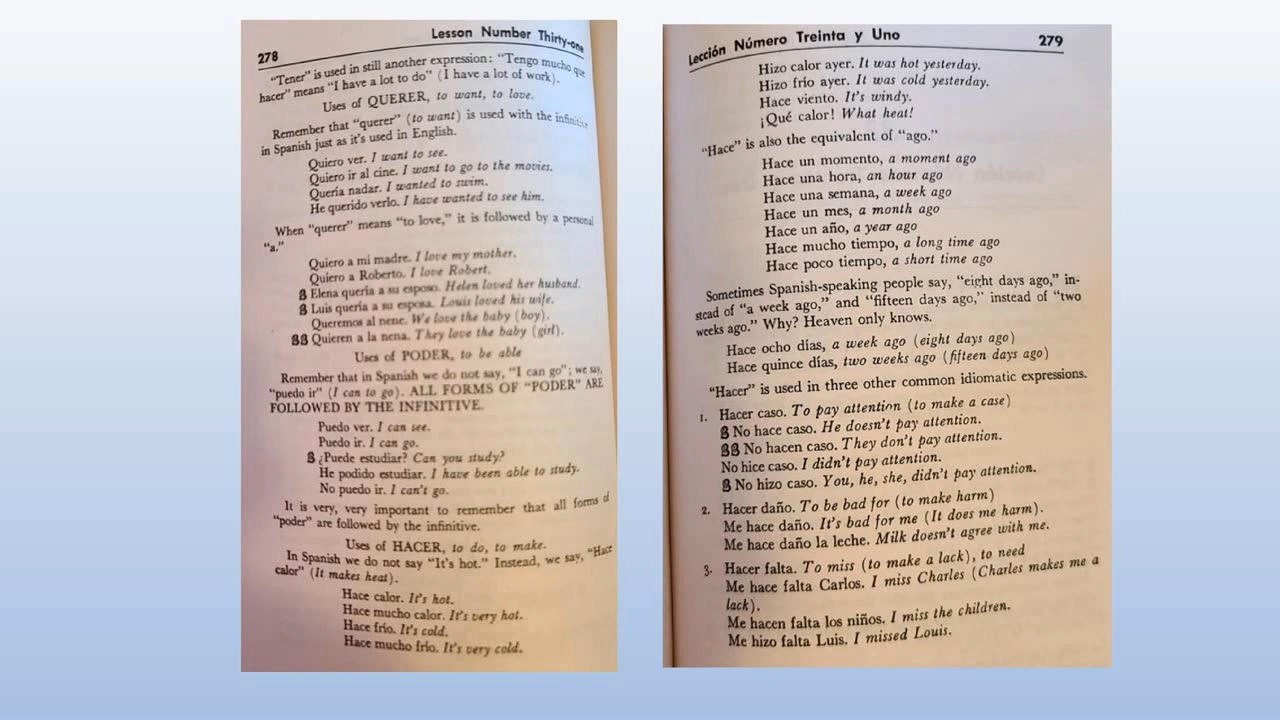 278
Lesson Number Thirty-one
"Tener" is used in still another expression: "Tengo mucho que
hacer" means "I have a lot to do" (I have a lot of work).
Uses of QUERER, to want, to love.
Remember that "querer" (to want) is used with the infinitive
in Spanish just as it's used in English.
Quiero ver. I want to see.
Quiero ir al cine. I want to go to the movies.
Quería nadar. I wanted to swim.
He querido verlo. I have wanted to see him.
When "querer" means "to love," it is followed by a personal
"a."
Quiero a mi madre. I love my mother.
Quiero a Roberto. I love Robert.
Elena quería a su esposo. Helen loved her husband.
Luis quería a su esposa. Louis loved his wife.
Queremos al nene. We love the baby (boy).
Quieren a la nena. They love the baby (girl).
Uses of PODER, to be able
Remember that in Spanish we do not say, "I can go"; we say,
"puedo ir" (I can to go). ALL FORMS OF "PODER" ARE
FOLLOWED BY THE INFINITIVE.
Puedo ver. I can see.
Puedo ir. I can go.
¿Puede estudiar? Can you study?
He podido estudiar. I have been able to study.
No puedo ir. I can't go.
It is very, very important to remember that all forms of
"poder" are followed by the infinitive.
Uses of HACER, to do, to make.
In Spanish we do not say "It's hot." Instead, we say, "Hace
calor" (It makes heat).
Hace calor. It's hot.
Hace mucho calor. It's very hot.
Hace frío. It's cold.
Hace mucho frío. It's very cold.
Lección Número Treinta y Uno
279
Hizo calor ayer. It was hot yesterday.
Hizo frío ayer. It was cold yesterday.
Hace viento. It's windy.
¡Qué calor! What heat!
"Hace" is also the equivalent of "ago."
Hace un momento, a moment ago
Hace una hora, an hour ago
Hace una semana, a week ago
Hace un mes, a month ago
Hace un año, a year ago
Hace mucho tiempo, a long time ago
Hace poco tiempo, a short time ago
Sometimes Spanish-speaking people say, "eight days ago," in-
stead of "a week ago," and "fifteen days ago," instead of "two
weeks ago." Why? Heaven only knows.
Hace ocho días, a week ago (eight days ago)
Hace quince días, two weeks ago (fifteen days ago)
"Hacer" is used in three other common idiomatic expressions.
1. Hacer caso. To pay attention (to make a case)
No hace caso. He doesn't pay attention.
No hacen caso. They don't pay attention.
No hice caso. I didn't pay attention.
No hizo caso. You, he, she, didn't pay attention.
2. Hacer daño. To be bad for (to make harm)
Me hace daño. It's bad for me (It does me harm).
Me hace daño la leche. Milk doesn't agree with me.
3. Hacer falta. To miss (to make a lack), to need
Me hace falta Carlos. I miss Charles (Charles makes me a
lack).
Me hacen falta los niños. I miss the children.
Me hizo falta Luis. I missed Louis.